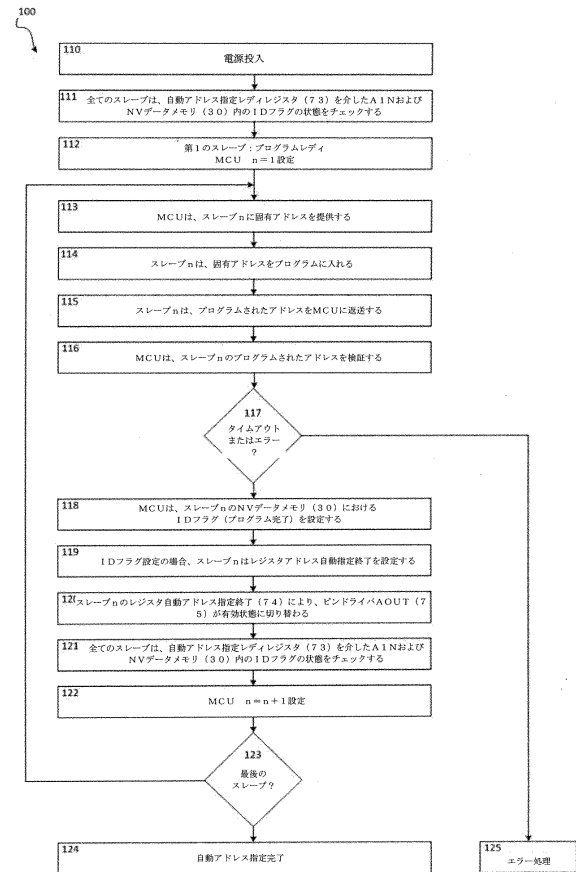 100
110
電源投入
111
全てのスレーブは、自動アドレス指定レディレジスタ(73)を介したA1Nおよび
NVデータメモリ(30)内のIDフラグの状態をチェックする
112
第1のスレーブ:プログラムレディ
MCU n=1設定
113
MCUは、スレーブnに固有アドレスを提供する
114
スレーブnは、固有アドレスをプログラムに入れる
115
スレーブnは、プログラムされたアドレスをMCUに返送する
116
MCUは、スレーブnのプログラムされたアドレスを検証する
117
タイムアウト
またはエラー
?
118
MCUは、スレーブnのNVデータメモリ(30)における
IDフラグ(プログラム完了)を設定する
119
IDフラグ設定の場合、スレーブnはレジスタアドレス自動指定終了を設定する
120
スレーブnのレジスタ自動アドレス指定終了(74)により、ピンドライバAOUT(7
5)が有効状態に切り替わる
121
全てのスレーブは、自動アドレス指定レディレジスタ(73)を介したA1Nおよび
NVデータメモリ(30)内のIDフラグの状態をチェックする
122
MCU n=n+1設定
123
最後の
スレーブ?
124
自動アドレス指定完了
125
エラー処理